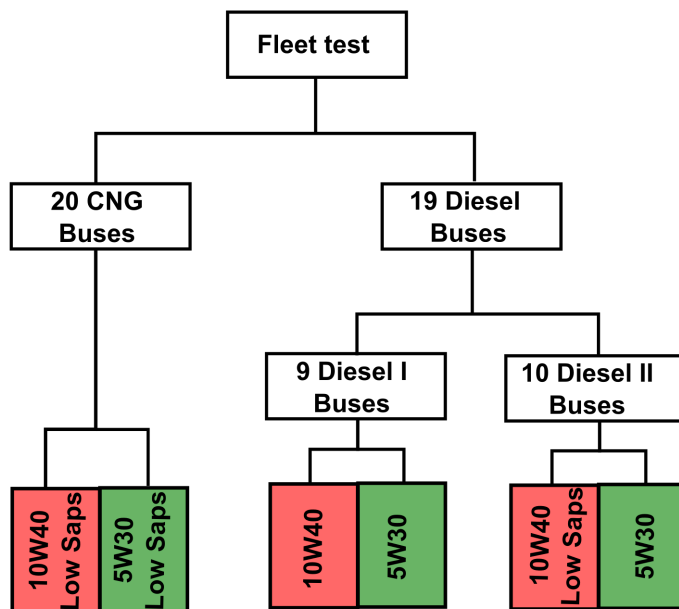 Fleet test
20 CNG
Buses
19 Diesel
Buses
9 Diesel I
Buses
10 Diesel II
Buses
10W40
Low Saps
5W30
Low Saps
10W40
5W30
10W40
Low Saps
5W30